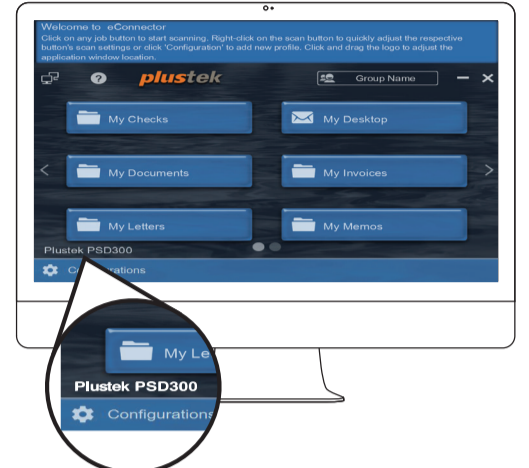 Welcome to eConnector
Click on any job button to start scanning. Right-click on the scan button to quickly adjust the respective
button's scan settings or click 'Configuration' to add new profile. Click and drag the logo to adjust the
application window location.
? plustek Group Name
My Checks My Desktop
My Documents My Invoices
My Letters My Memos
Plustek PSD300
Configurations
My Le
Plustek PSD300
Configurations